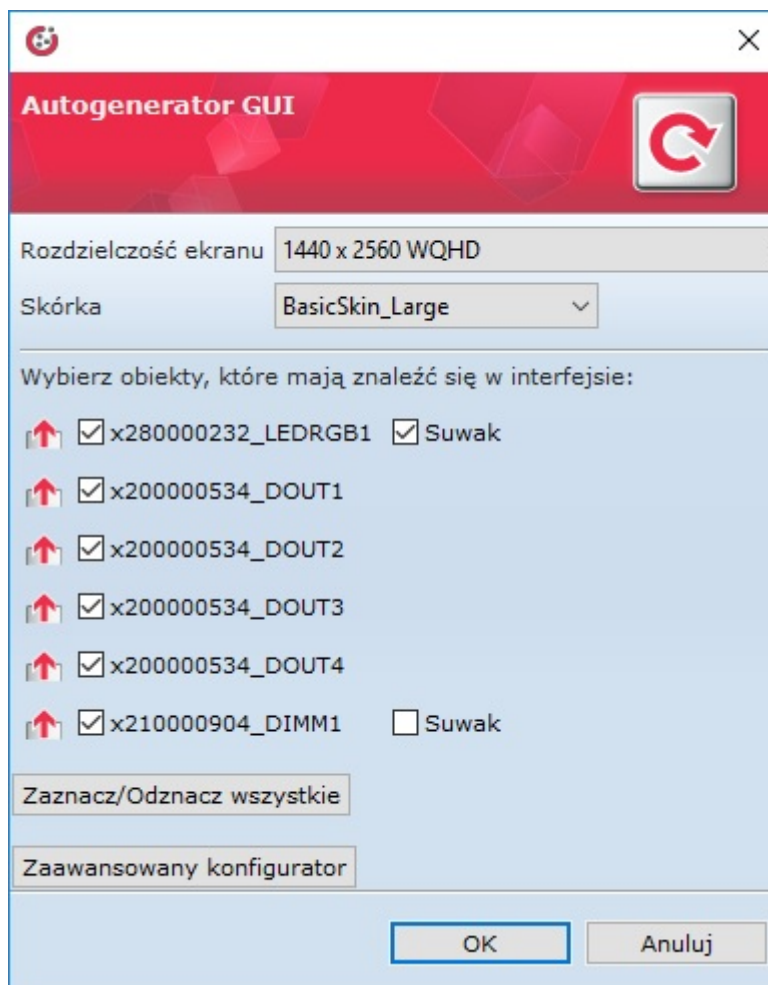 Autogenerator GUI
Rozdzielczość ekranu 1440 x 2560 WQHD
Skórka BasicSkin_Large
Wybierz obiekty, które mają znaleźć się w interfejsie:
x280000232_LEDRGB1 Suwak
x200000534_DOUT1
x200000534_DOUT2
x200000534_DOUT3
x200000534_DOUT4
x210000904_DIMM1 Suwak
Zaznacz/Odznacz wszystkie
Zaawansowany konfigurator
OK Anuluj